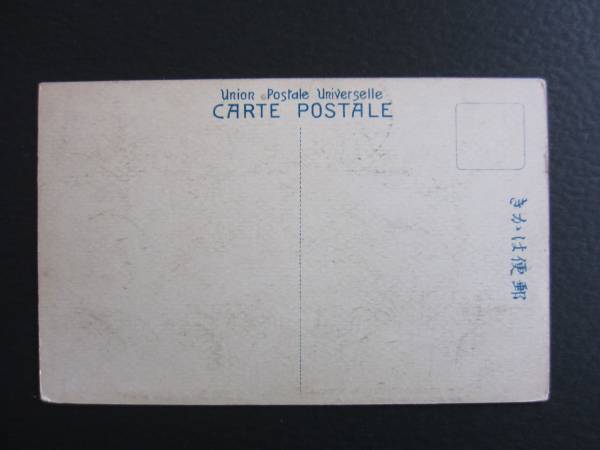 Union Postale Universelle
CARTE POSTALE
きかは便郵